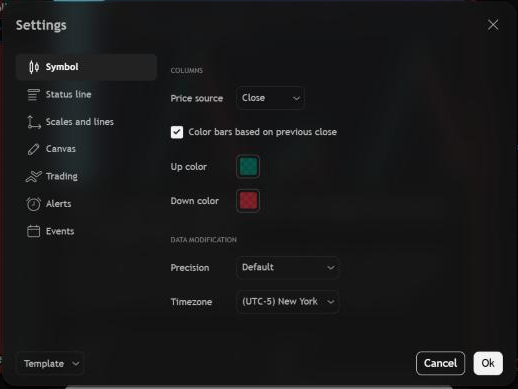 Settings
Symbol
Status line
Scales and lines
Canvas
Trading
Alerts
Events
COLUMNS
Price source Close
Color bars based on previous close
Up color
Down color
DATA MODIFICATION
Precision Default
Timezone (UTC-5) New York
Template
Cancel Ok